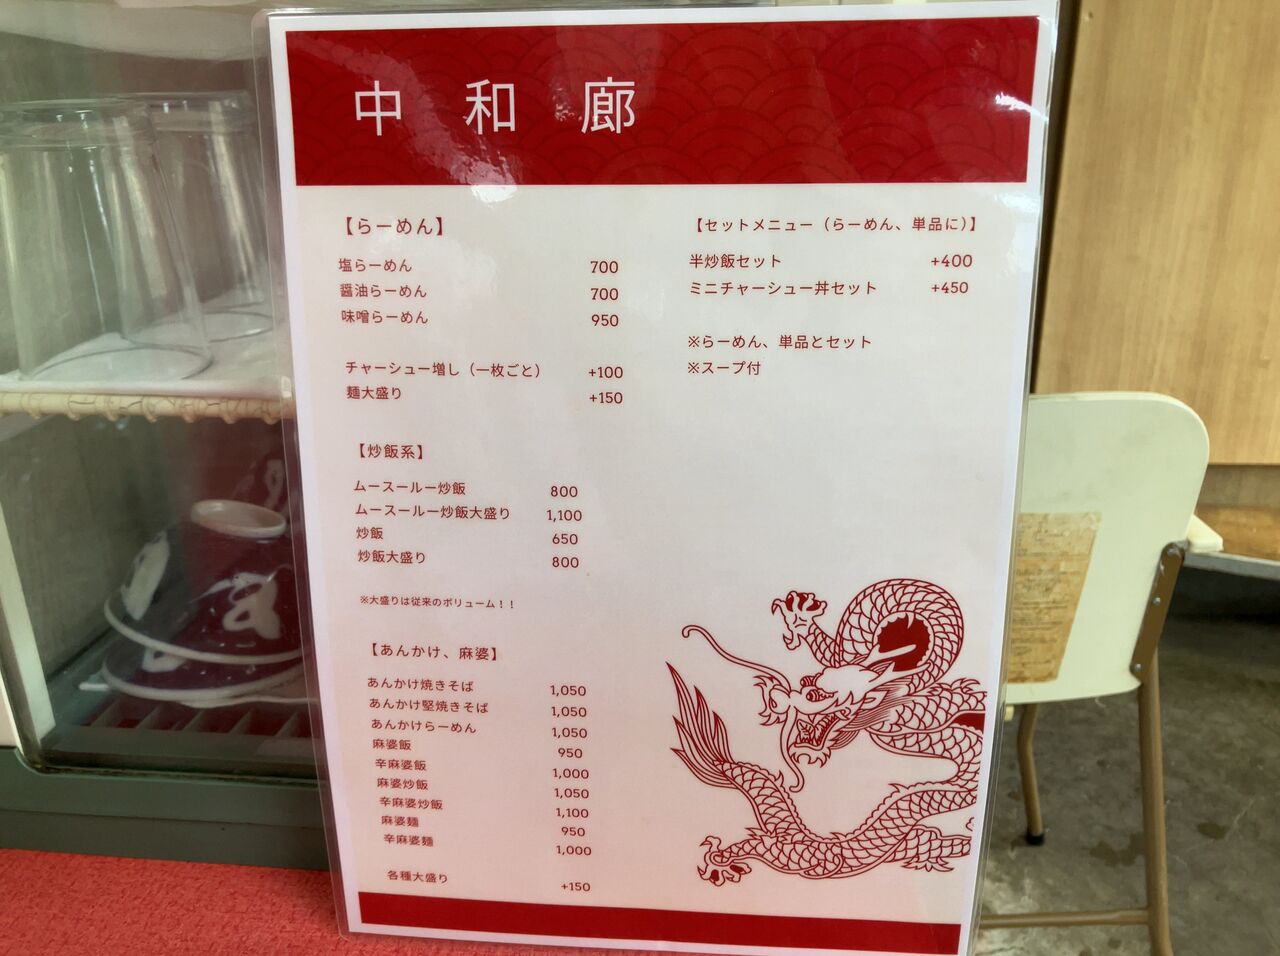 中和廊
【らーめん】
塩らーめん 700
醤油らーめん 700
味噌らーめん 950
チャーシュー増し（一枚ごと） +100
麺大盛り +150
【炒飯系】
ムースールー炒飯 800
ムースールー炒飯大盛り 1,100
炒飯 650
炒飯大盛り 800
※大盛りは従来のボリューム！！
【あんかけ、麻婆】
あんかけ焼きそば 1,050
あんかけ堅焼きそば 1,050
あんかけらーめん 1,050
麻婆飯 950
辛麻婆飯 1,000
麻婆炒飯 1,050
辛麻婆炒飯 1,100
麻婆麺 950
辛麻婆麺 1,000
各種大盛り +150
【セットメニュー（らーめん、単品に）】
半炒飯セット +400
ミニチャーシュー丼セット +450
※らーめん、単品とセット
※スープ付